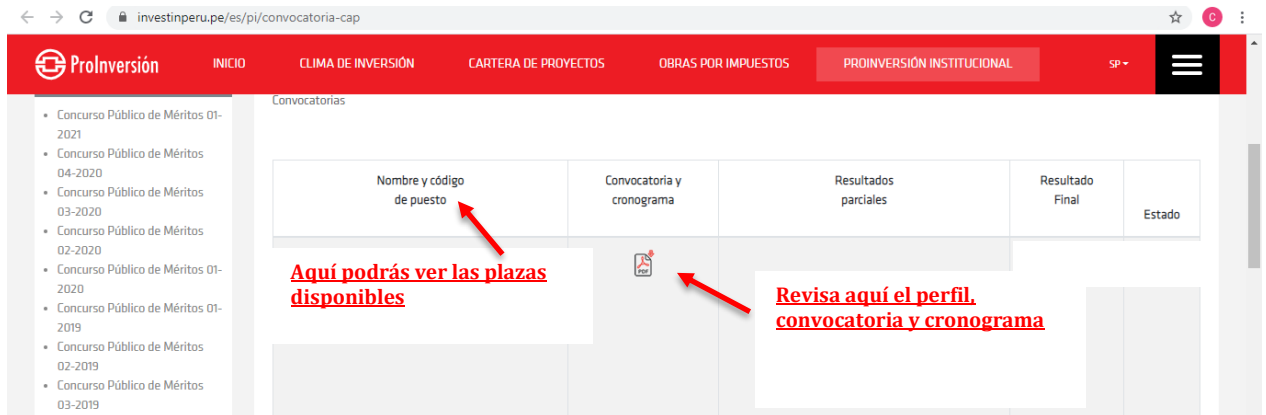 investinperu.pe/es/pi/convocatoria-cap
C
ProInversión
INICIO
CLIMA DE INVERSIÓN
CARTERA DE PROYECTOS
OBRAS POR IMPUESTOS
PROINVERSIÓN INSTITUCIONAL
SP
Convocatorias
Concurso Público de Méritos 01-
2021
Concurso Público de Méritos
04-2020
Concurso Público de Méritos
03-2020
Concurso Público de Méritos
02-2020
Concurso Público de Méritos 01-
2020
Concurso Público de Méritos 01-
2019
Concurso Público de Méritos
02-2019
Concurso Público de Méritos
03-2019
Nombre y código
de puesto
Convocatoria y
cronograma
Resultados
parciales
Resultado
Final
Estado
PDF
Aquí podrás ver las plazas
disponibles
Revisa aquí el perfil,
convocatoria y cronograma